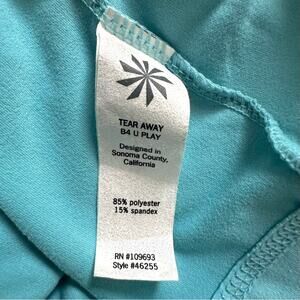 TEAR AWAY
B4 U PLAY
Designed in
Sonoma County,
California
85% polyester
15% spandex
RN #109693
Style #46255